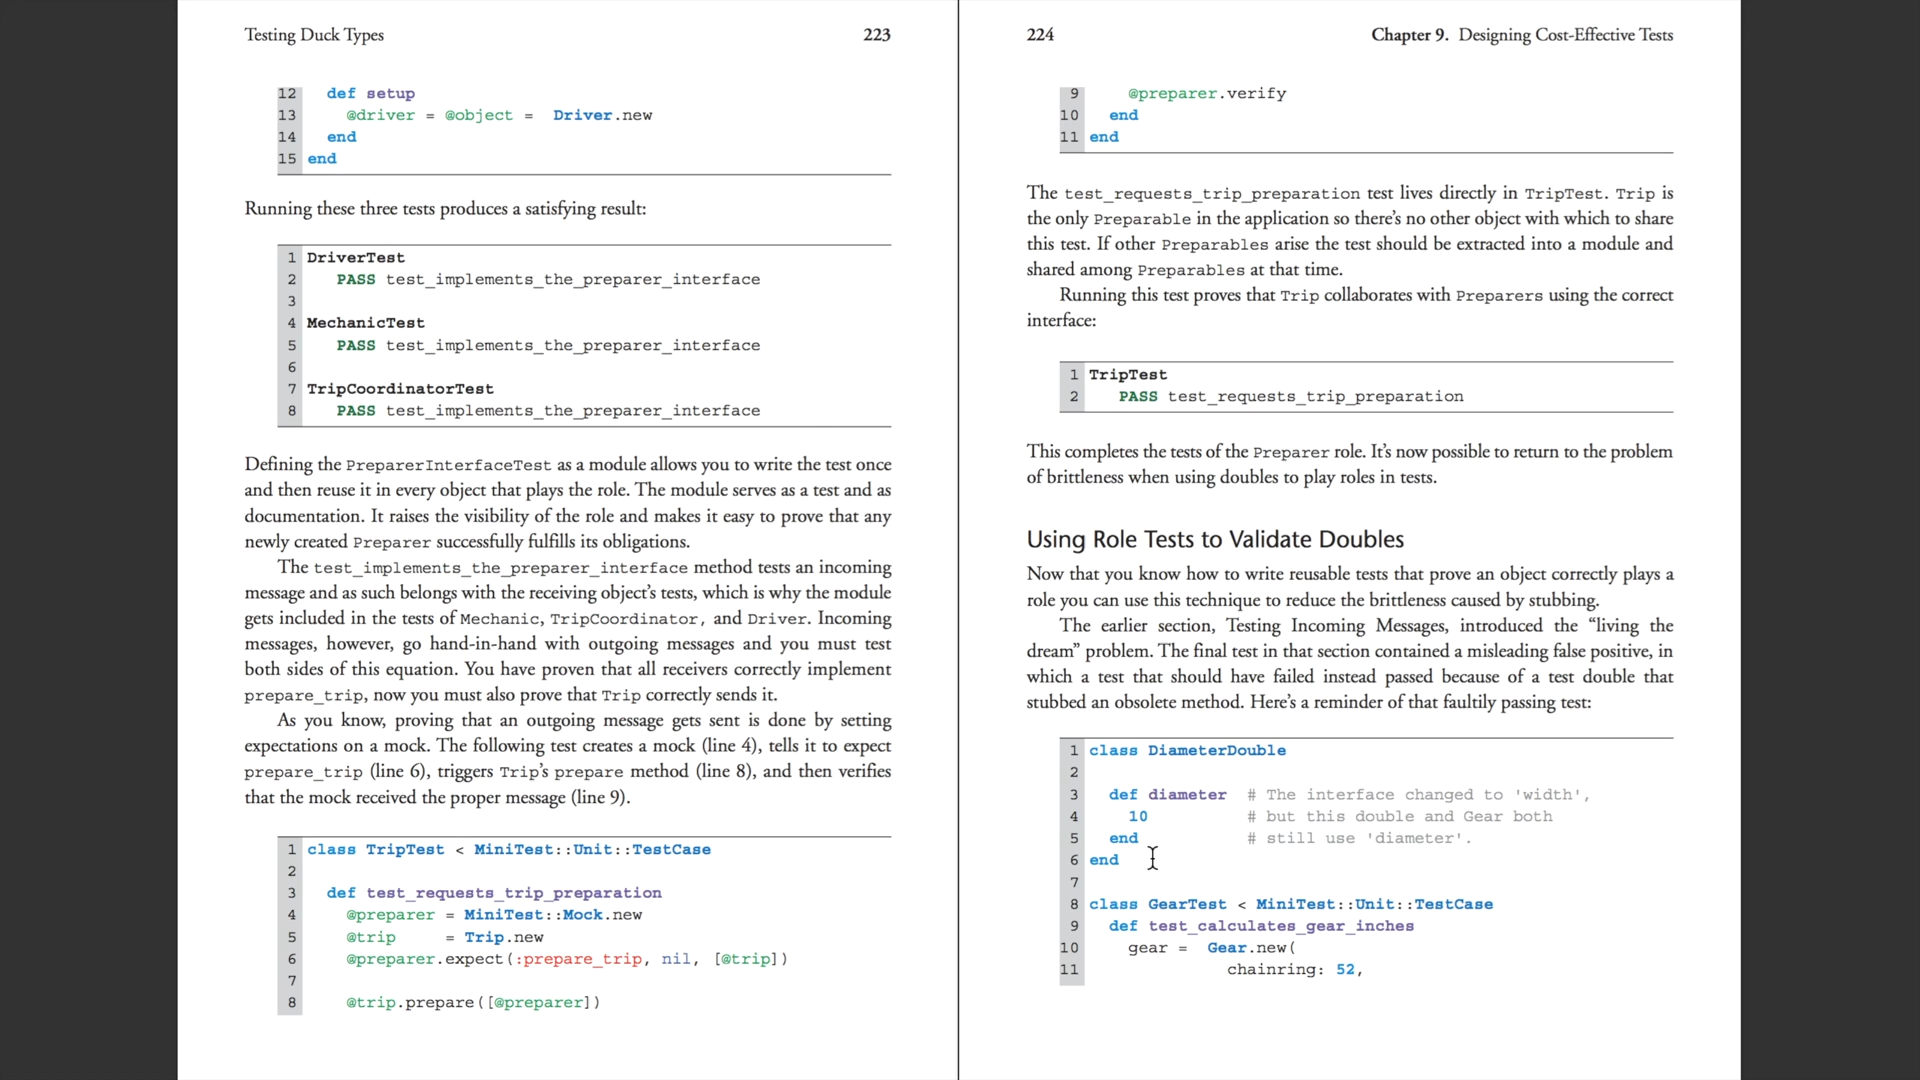 Testing Duck Types 223
12 def setup
13 @driver = @object = Driver.new
14 end
15 end
Running these three tests produces a satisfying result:
1 DriverTest
2 PASS test_implements_the_preparer_interface
3
4 MechanicTest
5 PASS test_implements_the_preparer_interface
6
7 TripCoordinatorTest
8 PASS test_implements_the_preparer_interface
Defining the PreparerInterfaceTest as a module allows you to write the test once
and then reuse it in every object that plays the role. The module serves as a test and as
documentation. It raises the visibility of the role and makes it easy to prove that any
newly created Preparer successfully fulfills its obligations.
The test_implements_the_preparer_interface method tests an incoming
message and as such belongs with the receiving object's tests, which is why the module
gets included in the tests of Mechanic, TripCoordinator, and Driver. Incoming
messages, however, go hand-in-hand with outgoing messages and you must test
both sides of this equation. You have proven that all receivers correctly implement
prepare_trip, now you must also prove that Trip correctly sends it.
As you know, proving that an outgoing message gets sent is done by setting
expectations on a mock. The following test creates a mock (line 4), tells it to expect
prepare_trip (line 6), triggers Trip's prepare method (line 8), and then verifies
that the mock received the proper message (line 9).
1 class TripTest < MiniTest::Unit::TestCase
2
3 def test_requests_trip_preparation
4 @preparer = MiniTest::Mock.new
5 @trip = Trip.new
6 @preparer.expect(:prepare_trip, nil, [@trip])
7
8 @trip.prepare([@preparer])
224 Chapter 9. Designing Cost-Effective Tests
9 @preparer.verify
10 end
11 end
The test_requests_trip_preparation test lives directly in TripTest. Trip is
the only Preparable in the application so there's no other object with which to share
this test. If other Preparables arise the test should be extracted into a module and
shared among Preparables at that time.
Running this test proves that Trip collaborates with Preparers using the correct
interface:
1 TripTest
2 PASS test_requests_trip_preparation
This completes the tests of the Preparer role. It's now possible to return to the problem
of brittleness when using doubles to play roles in tests.
Using Role Tests to Validate Doubles
Now that you know how to write reusable tests that prove an object correctly plays a
role you can use this technique to reduce the brittleness caused by stubbing.
The earlier section, Testing Incoming Messages, introduced the “living the
dream” problem. The final test in that section contained a misleading false positive, in
which a test that should have failed instead passed because of a test double that
stubbed an obsolete method. Here's a reminder of that faultily passing test:
1 class DiameterDouble
2
3 def diameter # The interface changed to 'width',
4 10 # but this double and Gear both
5 end # still use 'diameter'.
6 end
7
8 class GearTest < MiniTest::Unit::TestCase
9 def test_calculates_gear_inches
10 gear = Gear.new(
11 chainring: 52,